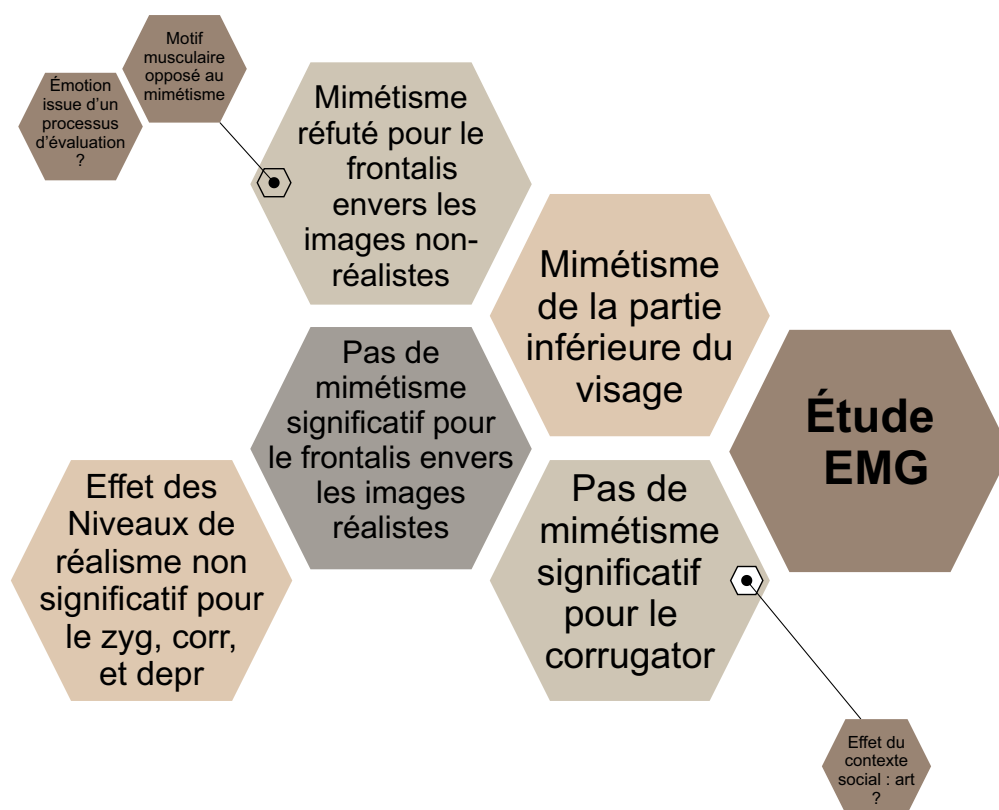 Motif
musculaire
opposé au
mimétisme
Émotion
issue d’un
processus
d’évaluation
?
Mimétisme
réfuté pour le
frontalis
envers les
images non-
réalistes
Mimétisme
de la partie
inférieure du
visage
Pas de
mimétisme
significatif pour
le frontalis envers
les images
réalistes
Étude
EMG
Effet des
Niveaux de
réalisme non
significatif pour
le zyg, corr,
et depr
Pas de
mimétisme
significatif
pour le
corrugator
Effet du
contexte
social : art
?